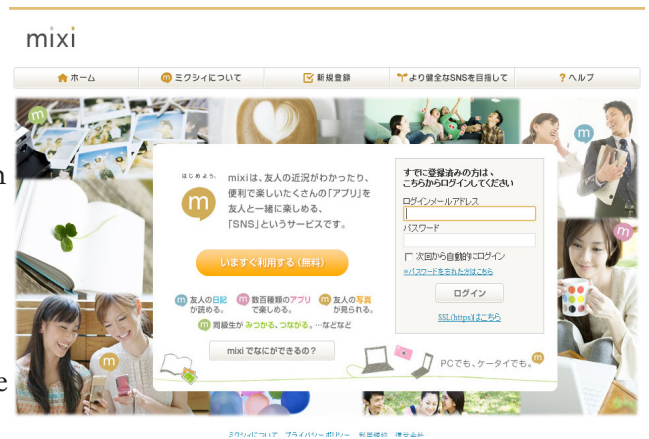 mixi
ホーム
ミクシィについて
新規登録
より健全なSNSを目指して
?ヘルプ
m
m
m
はじめよう。
m
mixiは、友人の近況がわかったり、
便利で楽しいたくさんの「アプリ」を
友人と一緒に楽しめる、
「SNS」というサービスです。
いますぐ利用する（無料）
m 友人の日記
が読める。
m 数百種類のアプリ
で楽しめる。
m 友人の写真
が見られる。
m 同級生が みつかる、つながる。…などなど
mixi でなにができるの？
すでに登録済みの方は、
こちらからログインしてください
ログインメールアドレス
パスワード
次回から自動的にログイン
※パスワードを忘れた方はこちら
ログイン
SSL(https)はこちら
m
n
m
e
PCでも、ケータイでも。m
ミクシィについて プライバシーポリシー 利用規約 運営会社